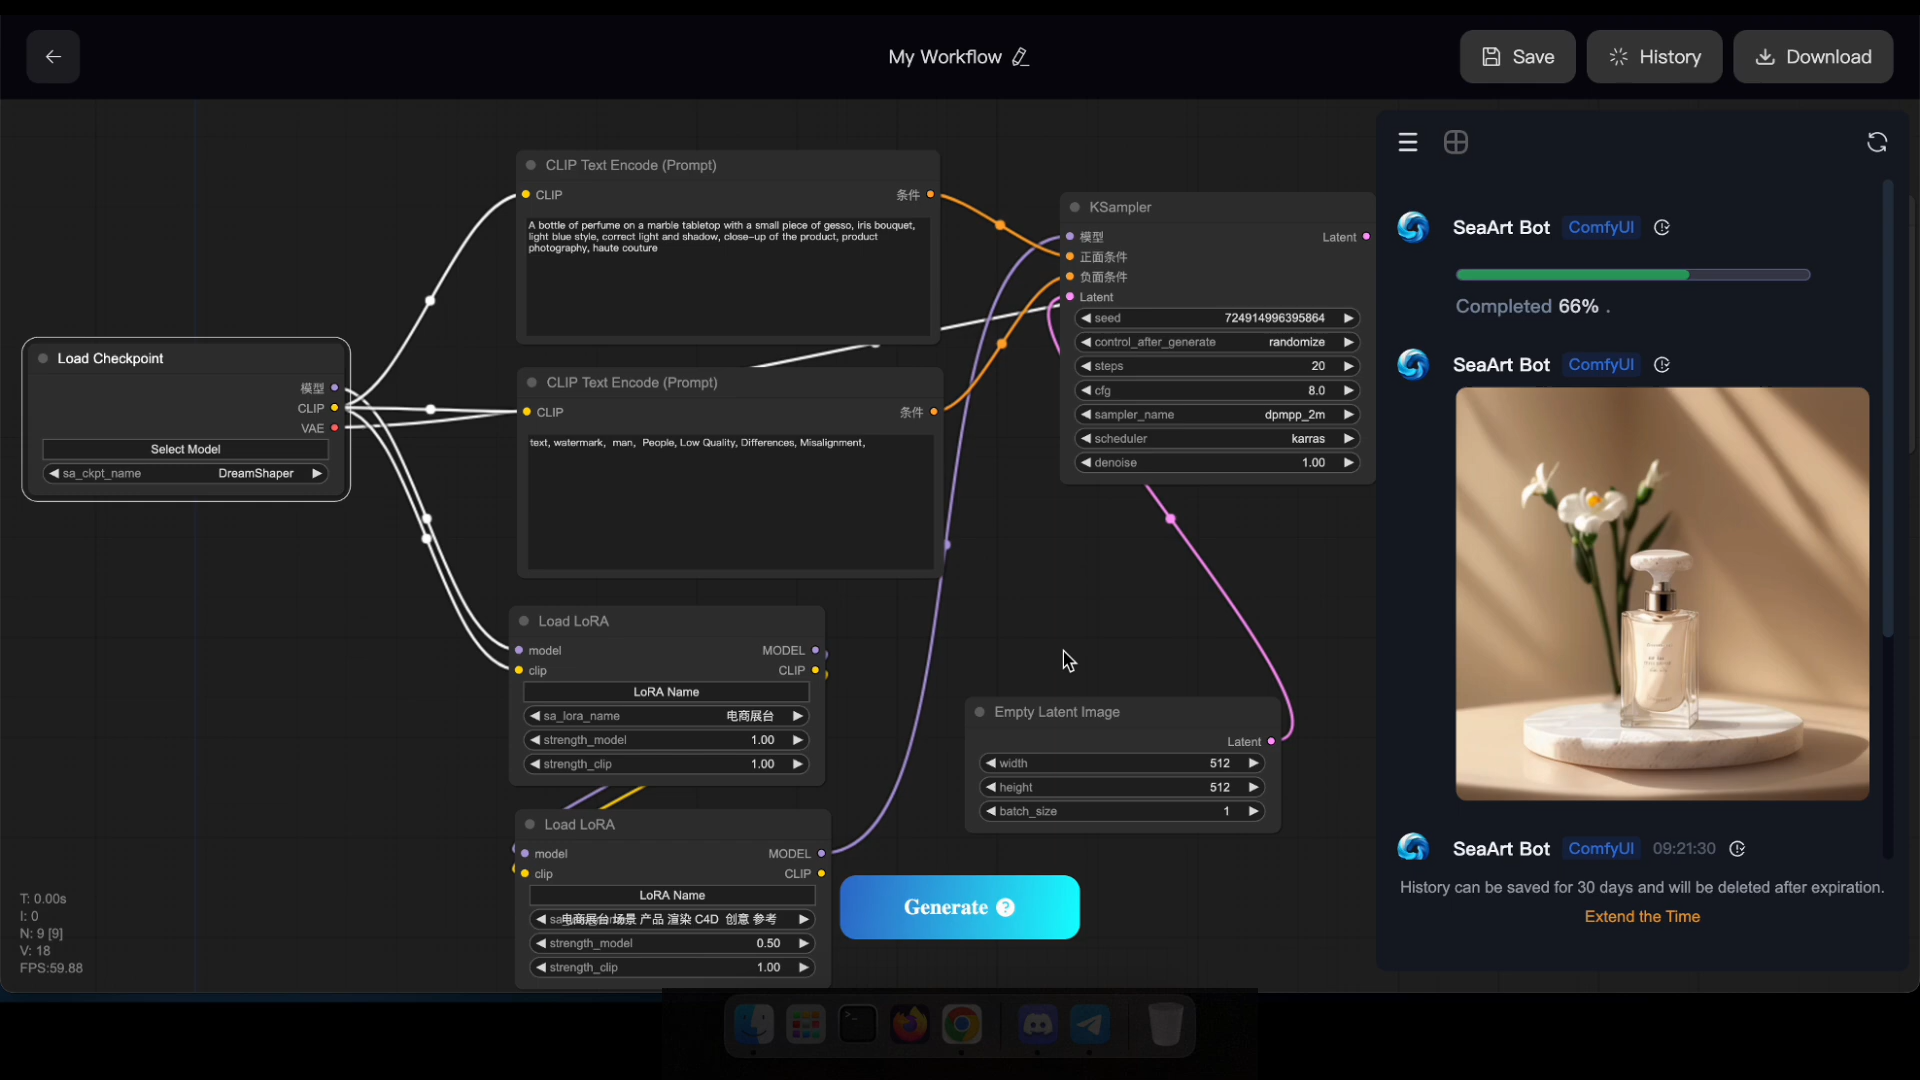 My Workflow
Save
History
Download
CLIP Text Encode (Prompt)
CLIP
条件
A bottle of perfume on a marble tabletop with a small piece of gesso, iris bouquet,
light blue style, correct light and shadow, close-up of the product, product
photography, haute couture
KSampler
模型
Latent
正面条件
负面条件
Latent
seed 724914996395864
control_after_generate randomize
steps 20
cfg 8.0
sampler_name dpmpp_2m
scheduler karras
denoise 1.00
Load Checkpoint
模型
CLIP
VAE
Select Model
sa_ckpt_name DreamShaper
CLIP Text Encode (Prompt)
CLIP
条件
text, watermark, man, People, Low Quality, Differences, Misalignment,
Load LoRA
model MODEL
clip CLIP
LoRA Name
sa_lora_name 电商展台
strength_model 1.00
strength_clip 1.00
Load LoRA
model MODEL
clip CLIP
LoRA Name
电商展台场景 产品 渲染 C4D 创意 参考
strength_model 0.50
strength_clip 1.00
Empty Latent Image
Latent
width 512
height 512
batch_size 1
Generate ?
SeaArt Bot ComfyUI
Completed 66% .
SeaArt Bot ComfyUI
SeaArt Bot ComfyUI 09:21:30
History can be saved for 30 days and will be deleted after expiration.
Extend the Time
T: 0.00s
I: 0
N: 9 [9]
V: 18
FPS:59.88